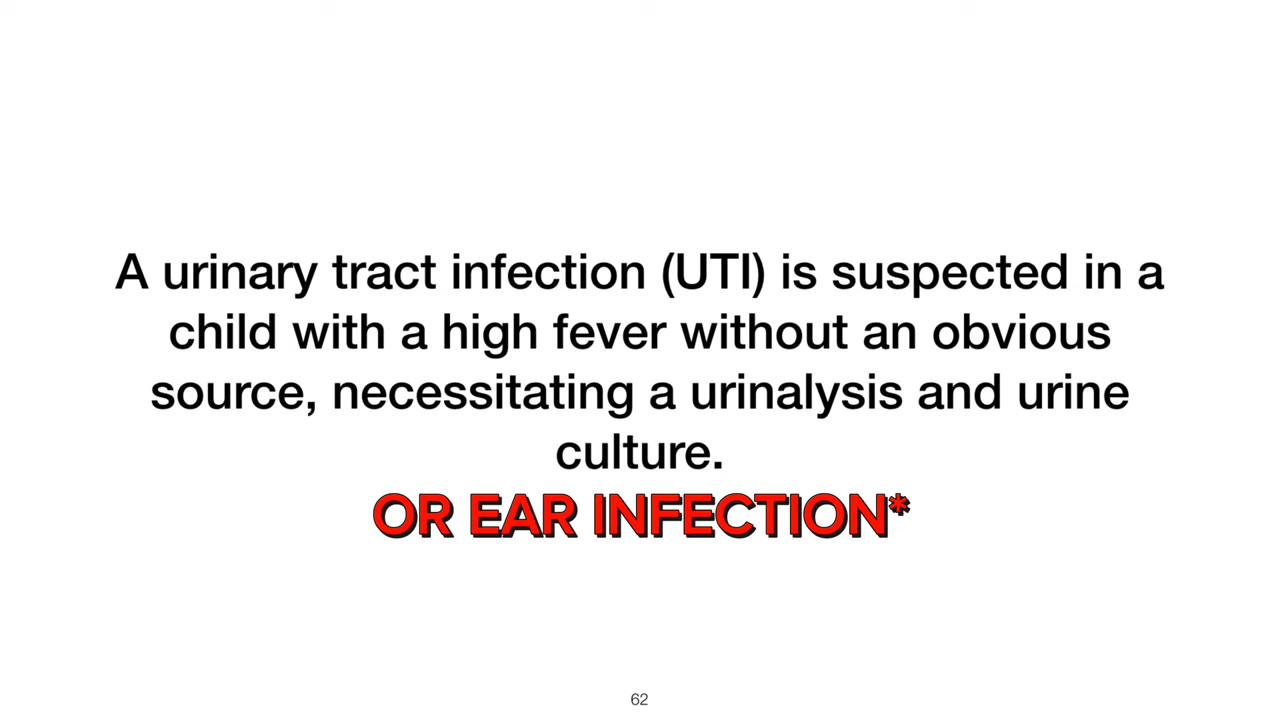 A urinary tract infection (UTI) is suspected in a
child with a high fever without an obvious
source, necessitating a urinalysis and urine
culture.
OR EAR INFECTION*
62